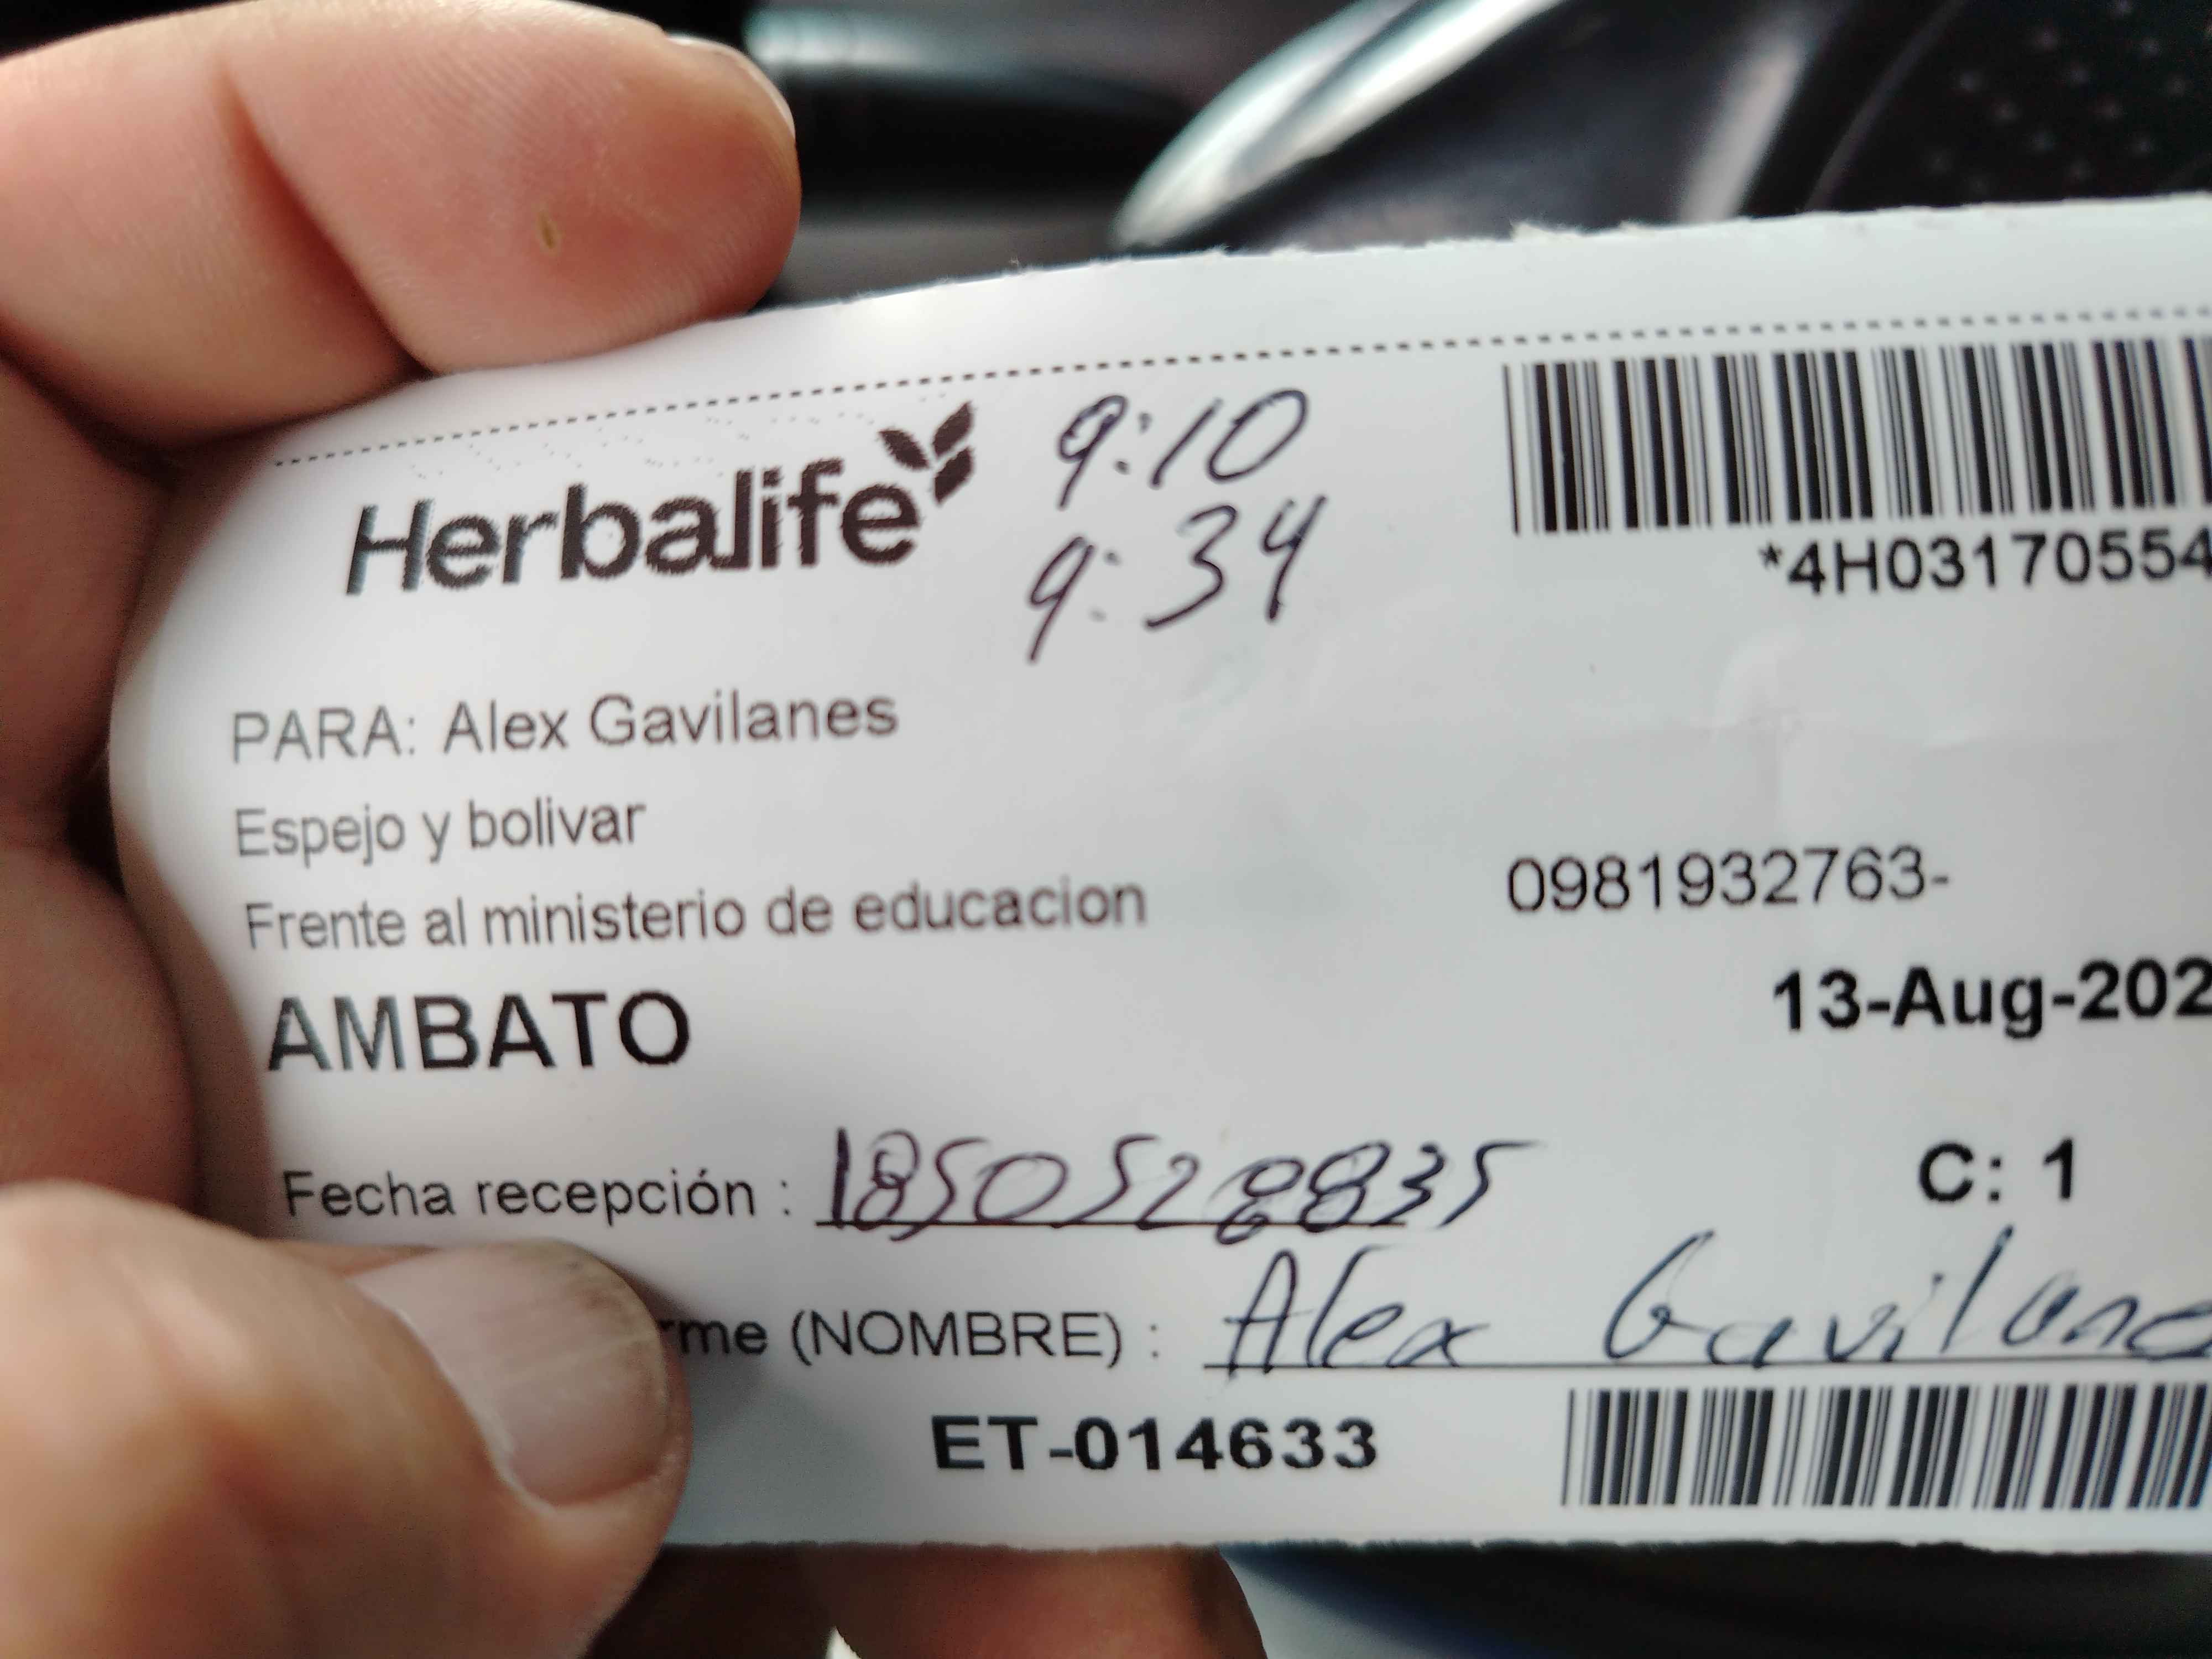 Herbalife
9:10
9:34
*4H03170554
PARA: Alex Gavilanes
Espejo y bolivar
Frente al ministerio de educacion
0981932763-
AMBATO
13-Aug-202
Fecha recepción : 1850528835
C: 1
rme (NOMBRE) : Alex Gavilane
ET-014633